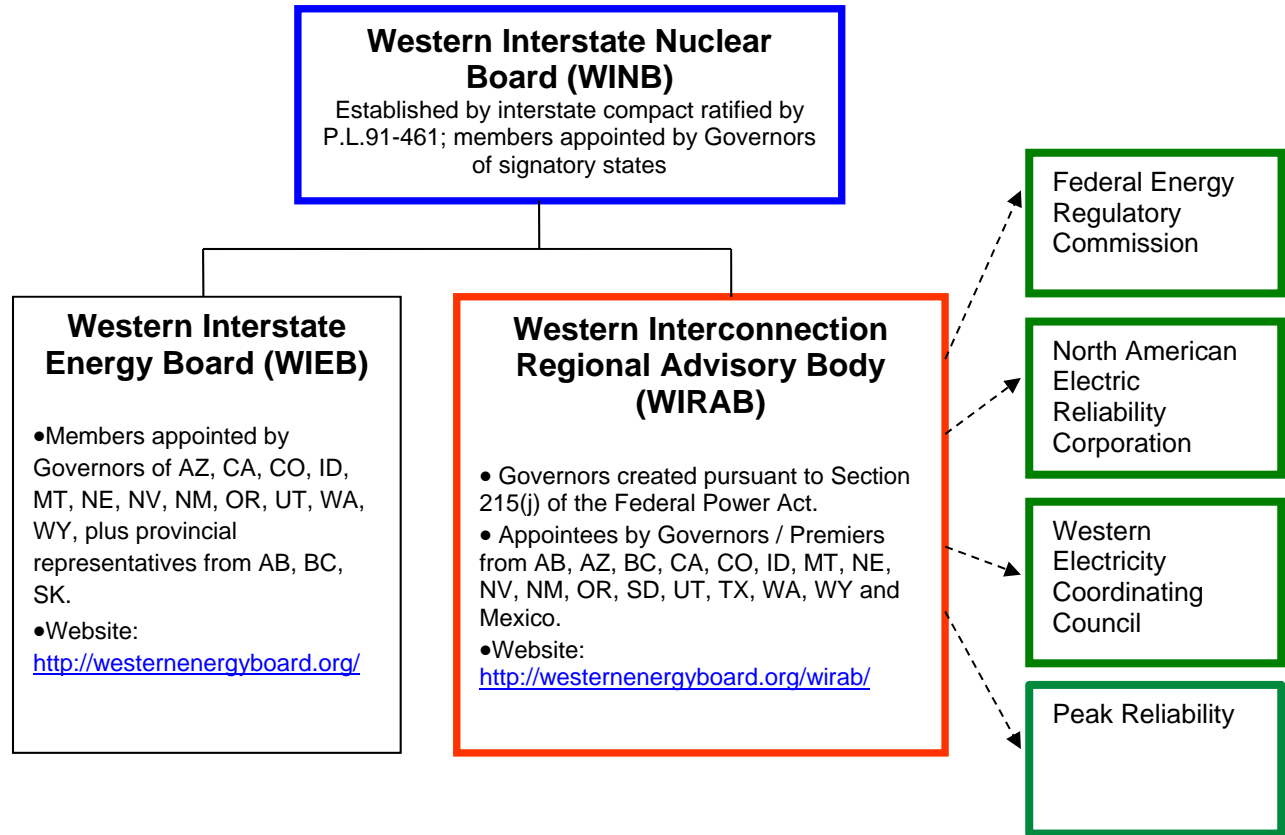 Western Interstate Nuclear
Board (WINB)
Established by interstate compact ratified by
P.L.91-461; members appointed by Governors
of signatory states
Western Interstate
Energy Board (WIEB)
•Members appointed by
Governors of AZ, CA, CO, ID,
MT, NE, NV, NM, OR, UT, WA,
WY, plus provincial
representatives from AB, BC,
SK.
•Website:
http://westernenergyboard.org/
Western Interconnection
Regional Advisory Body
(WIRAB)
• Governors created pursuant to Section
215(j) of the Federal Power Act.
• Appointees by Governors / Premiers
from AB, AZ, BC, CA, CO, ID, MT, NE,
NV, NM, OR, SD, UT, TX, WA, WY and
Mexico.
•Website:
http://westernenergyboard.org/wirab/
Federal Energy
Regulatory
Commission
North American
Electric
Reliability
Corporation
Western
Electricity
Coordinating
Council
Peak Reliability